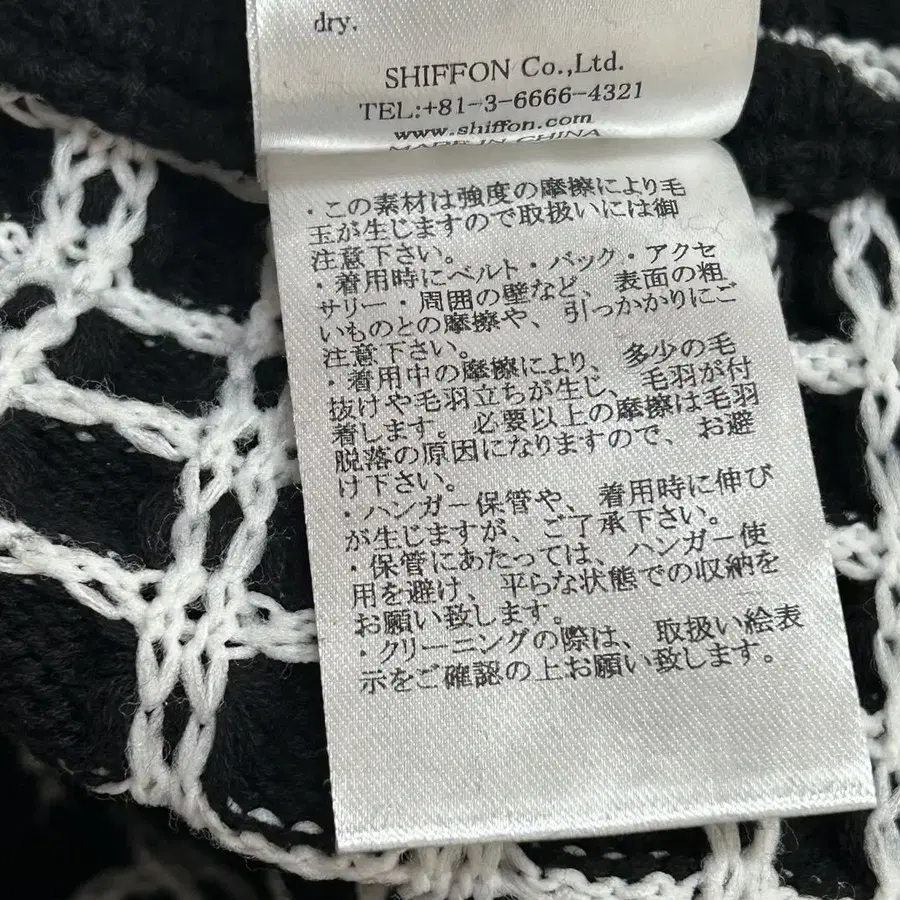 dry.
SHIFFON Co.,Ltd.
TEL:+81-3-6666-4321
www.shiffon.com
MADE IN CHINA
・この素材は強度の摩擦により毛
玉が生じますので取扱いには御
注意下さい。
・着用時にベルト・バック・アクセ
サリー・周囲の壁など、表面の粗
いものとの摩擦や、引っかかりにご
注意下さい。
・着用中の摩擦により、多少の毛
抜けや毛羽立ちが生じ、毛羽が付
着します。必要以上の摩擦は毛羽
脱落の原因になりますので、お避
け下さい。
・ハンガー保管や、着用時に伸び
が生じますが、ご了承下さい。
・保管にあたっては、ハンガー使
用を避け、平らな状態での収納を
お願い致します。
・クリーニングの際は、取扱い絵表
示をご確認の上お願い致します。